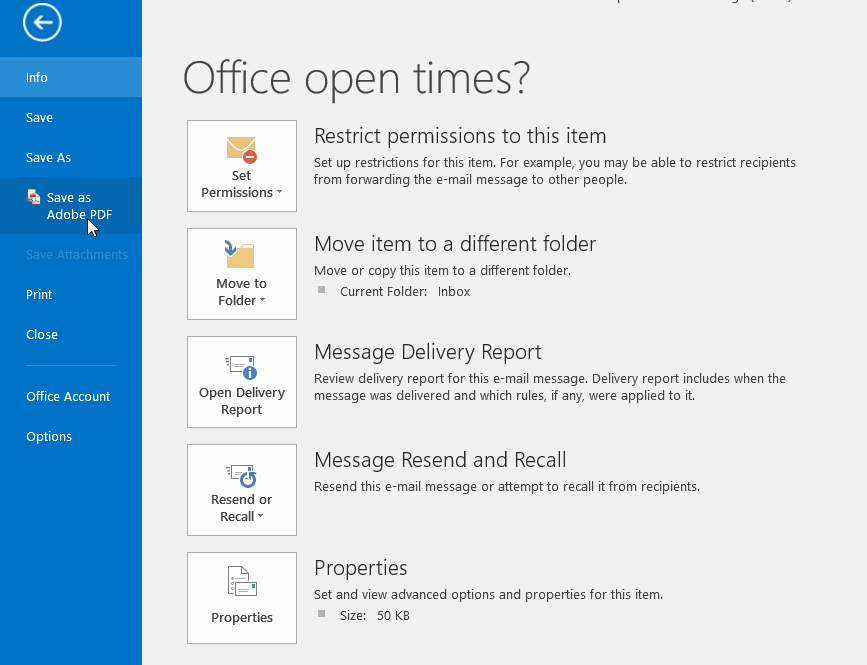 Info
Save
Save As
Save as
Adobe PDF
Save Attachments
Print
Close
Office Account
Options
Office open times?
Set
Permissions
Restrict permissions to this item
Set up restrictions for this item. For example, you may be able to restrict recipients
from forwarding the e-mail message to other people.
Move to
Folder
Move item to a different folder
Move or copy this item to a different folder.
Current Folder: Inbox
Open Delivery
Report
Message Delivery Report
Review delivery report for this e-mail message. Delivery report includes when the
message was delivered and which rules, if any, were applied to it.
Resend or
Recall
Message Resend and Recall
Resend this e-mail message or attempt to recall it from recipients.
Properties
Properties
Set and view advanced options and properties for this item.
Size: 50 KB